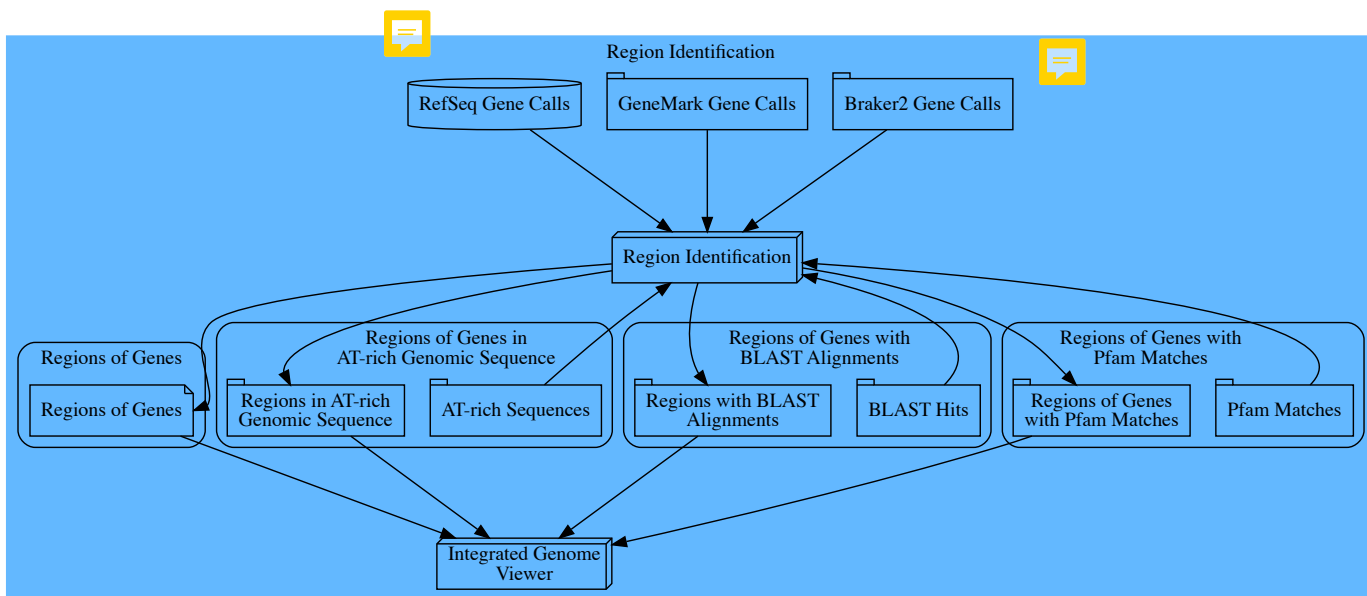 Region Identification
RefSeq Gene Calls
GeneMark Gene Calls
Braker2 Gene Calls
Region Identification
Regions of Genes
Regions of Genes
Regions of Genes in
AT-rich Genomic Sequence
Regions in AT-rich
Genomic Sequence
AT-rich Sequences
Regions of Genes with
BLAST Alignments
Regions with BLAST
Alignments
BLAST Hits
Regions of Genes with
Pfam Matches
Regions of Genes
with Pfam Matches
Pfam Matches
Integrated Genome
Viewer